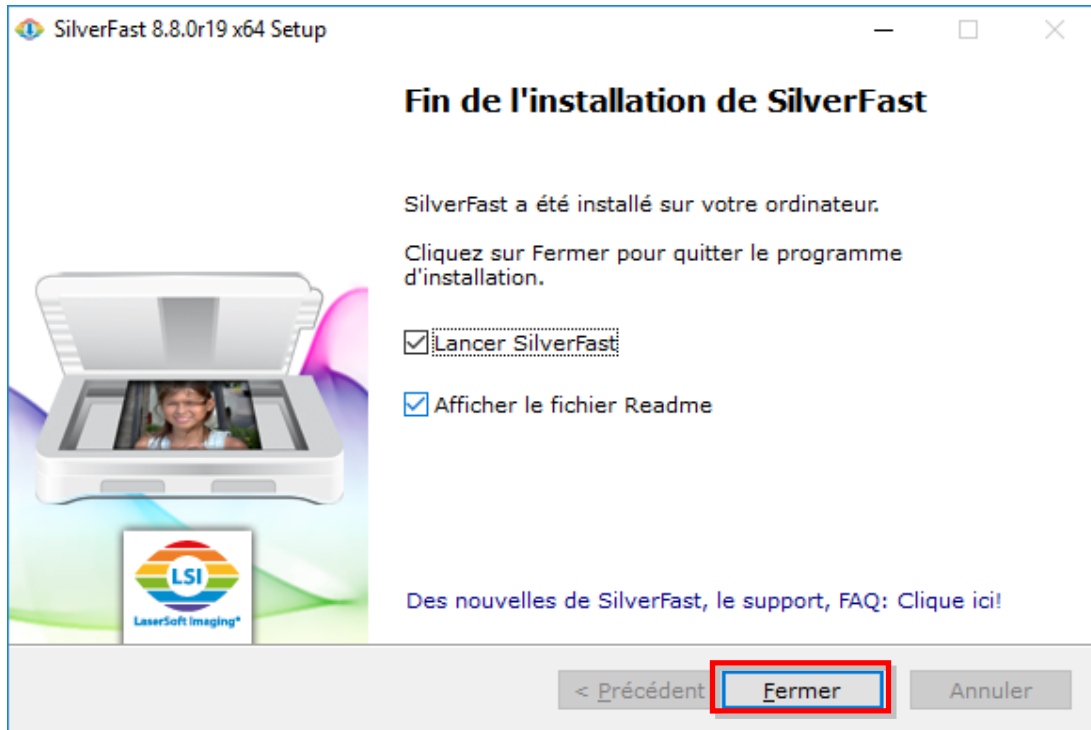 SilverFast 8.8.0r19 x64 Setup
Fin de l'installation de SilverFast
SilverFast a été installé sur votre ordinateur.
Cliquez sur Fermer pour quitter le programme
d'installation.
Lancer SilverFast
Afficher le fichier Readme
LSI
LaserSoft Imaging®
Des nouvelles de SilverFast, le support, FAQ: Clique ici!
< Précédent Fermer Annuler